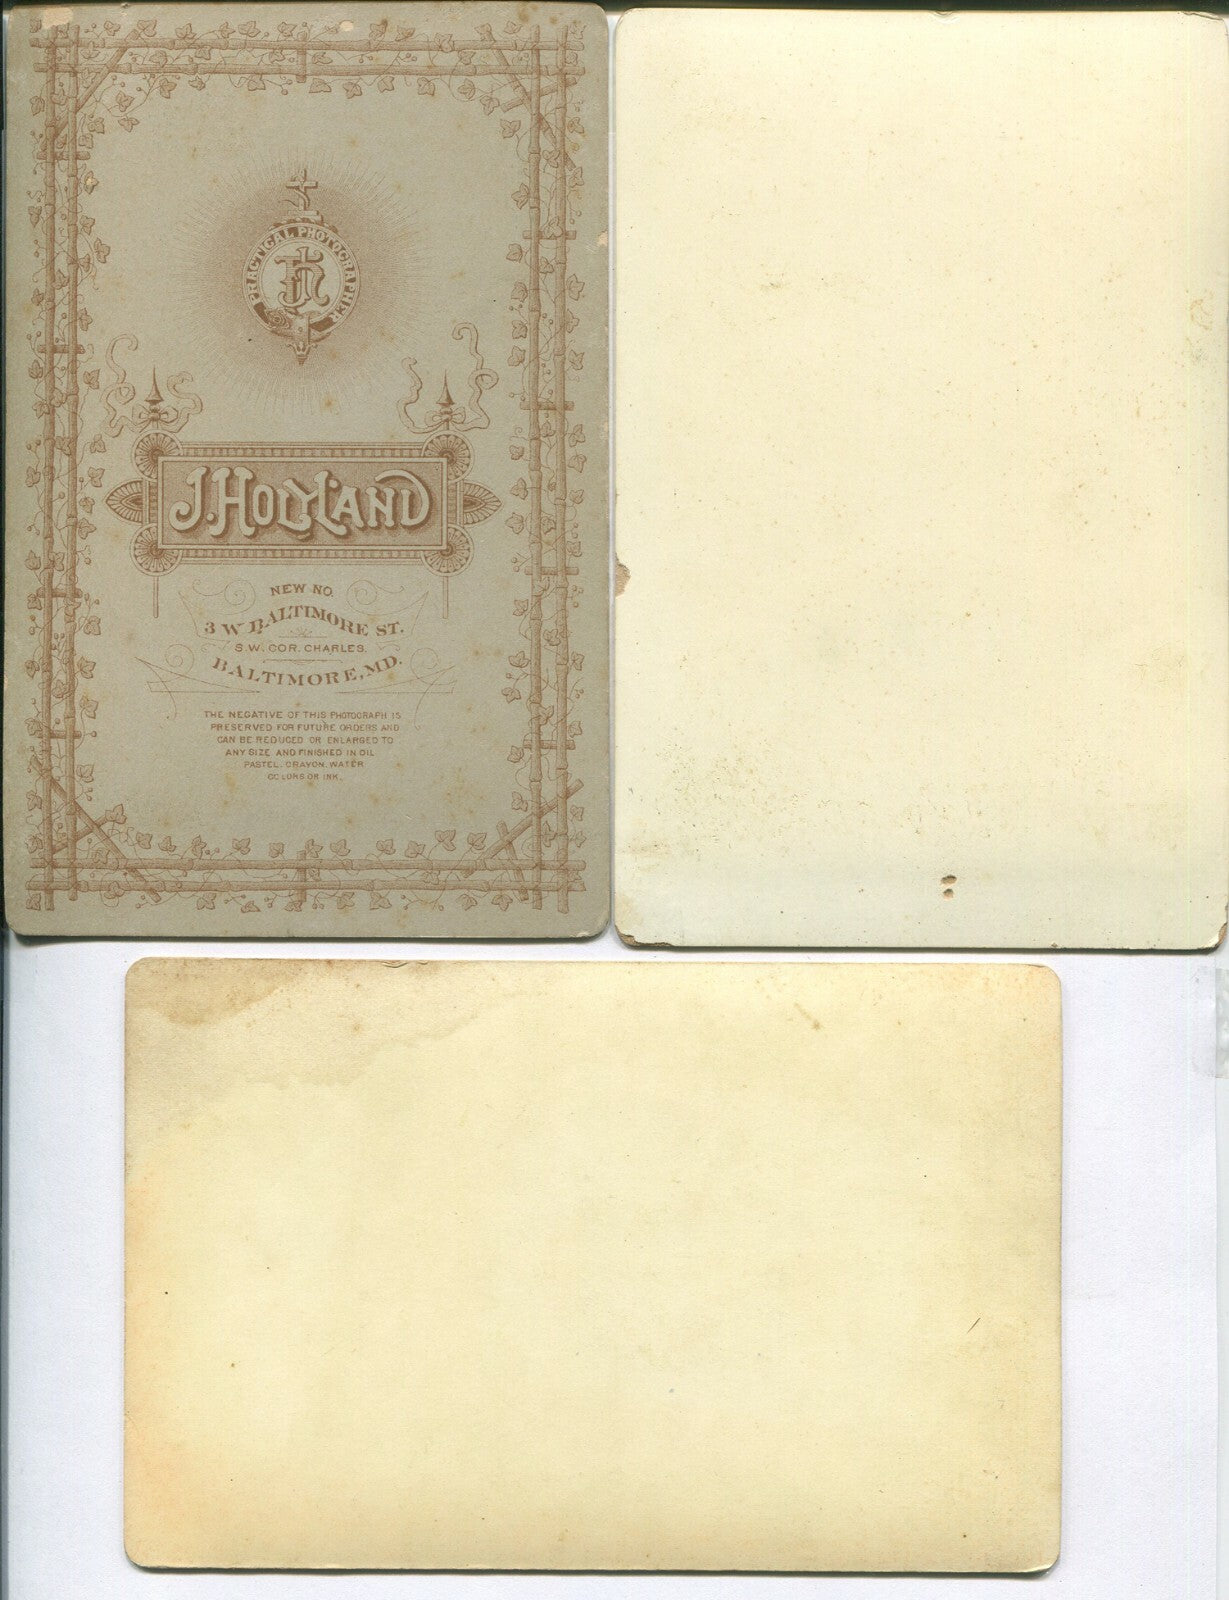 PRACTICAL PHOTOGRAPHER
J. HOLYLAND
NEW NO.
3 W BALTIMORE ST.
S.W. COR. CHARLES.
BALTIMORE, MD.
THE NEGATIVE OF THIS PHOTOGRAPH IS
PRESERVED FOR FUTURE ORDERS AND
CAN BE REDUCED OR ENLARGED TO
ANY SIZE AND FINISHED IN OIL
PASTEL. CRAYON. WATER
COLORS OR INK.